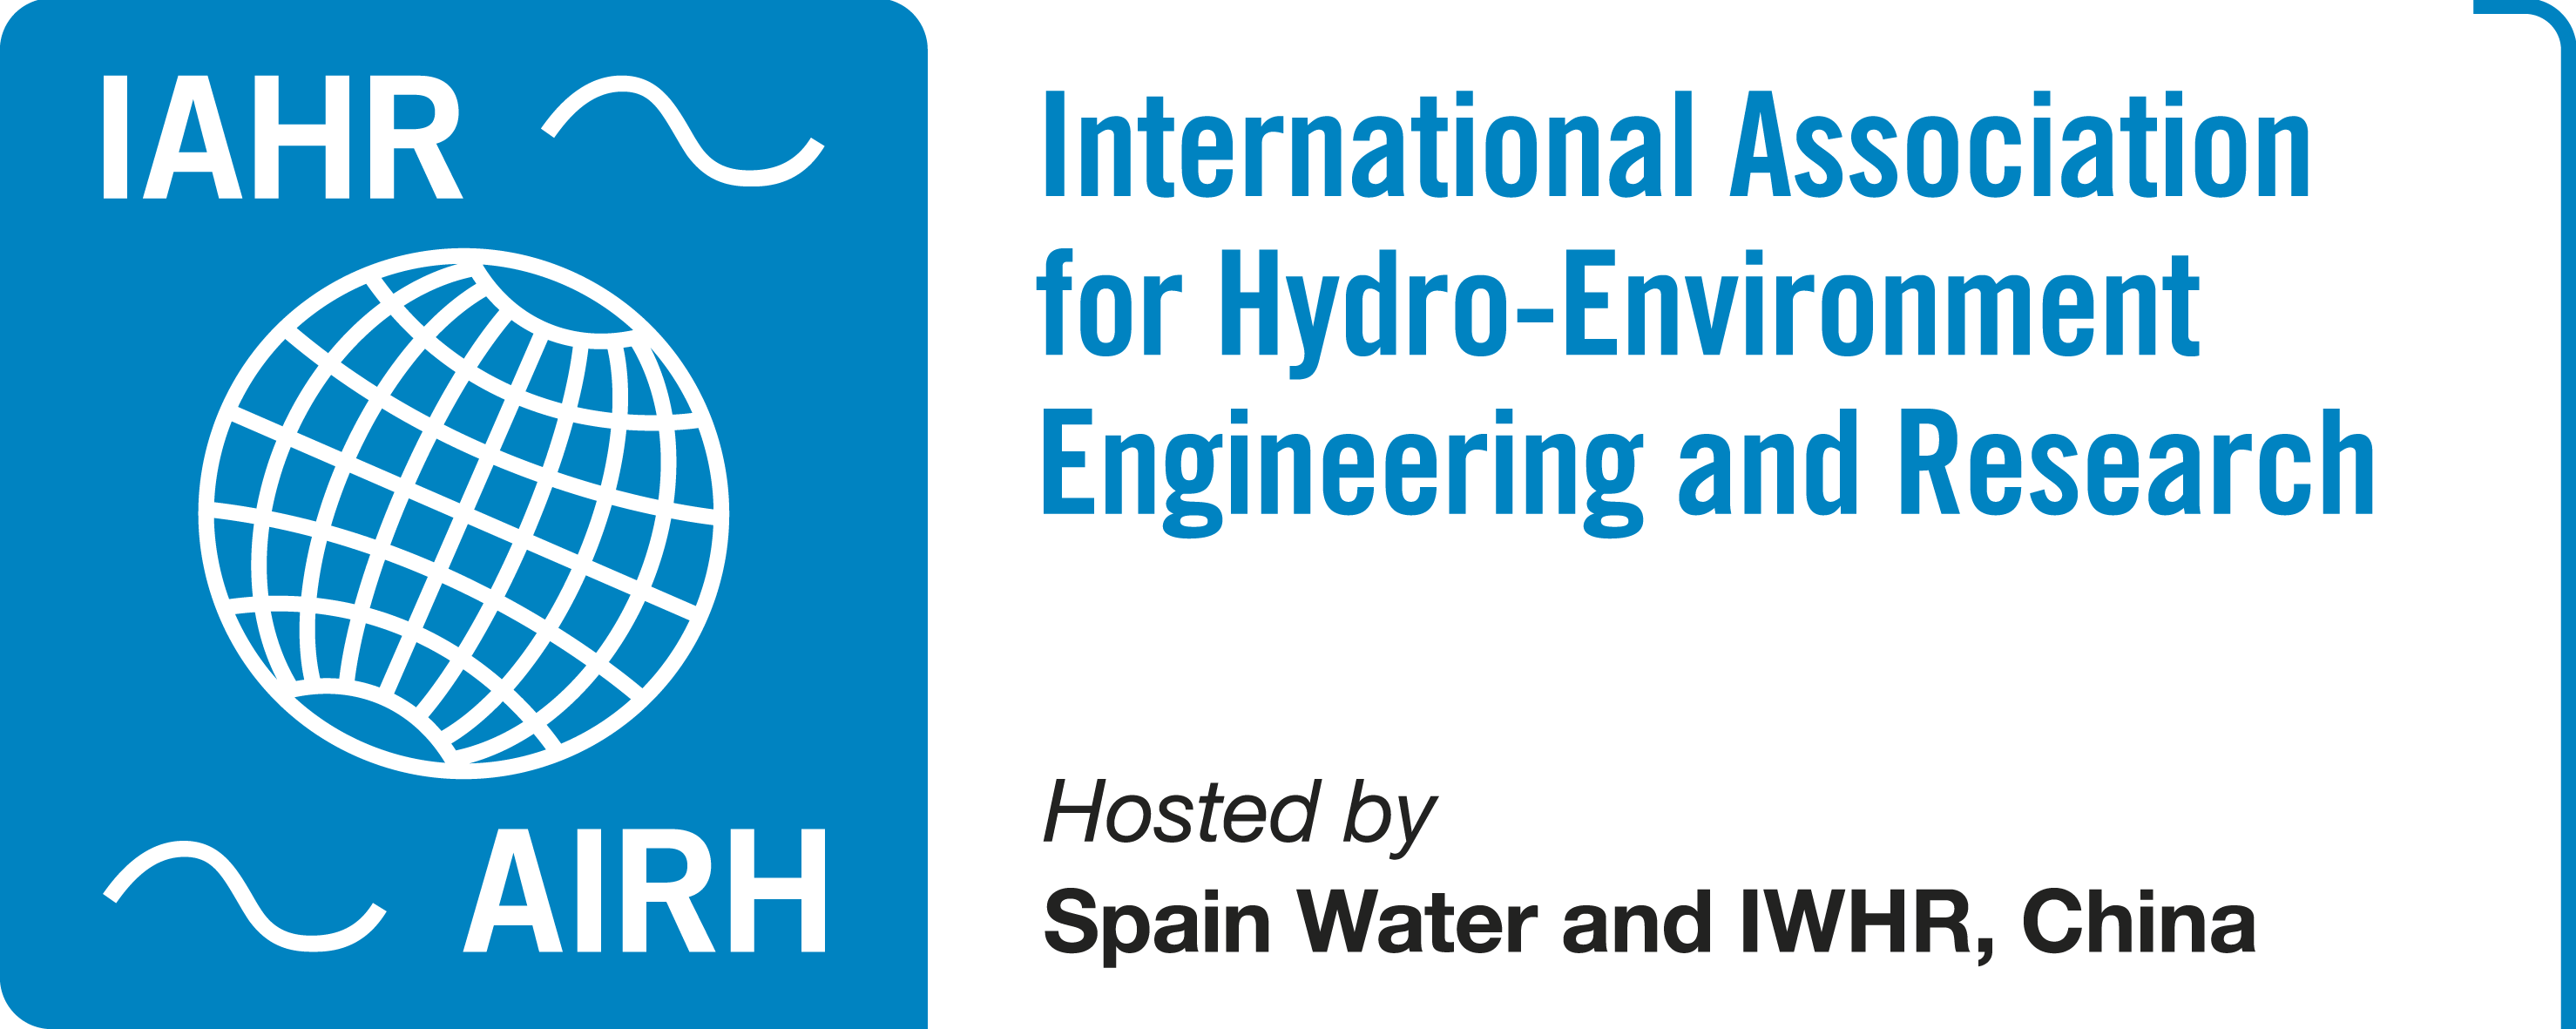 IAHR
AIRH
International Association
for Hydro-Environment
Engineering and Research
Hosted by
Spain Water and IWHR, China